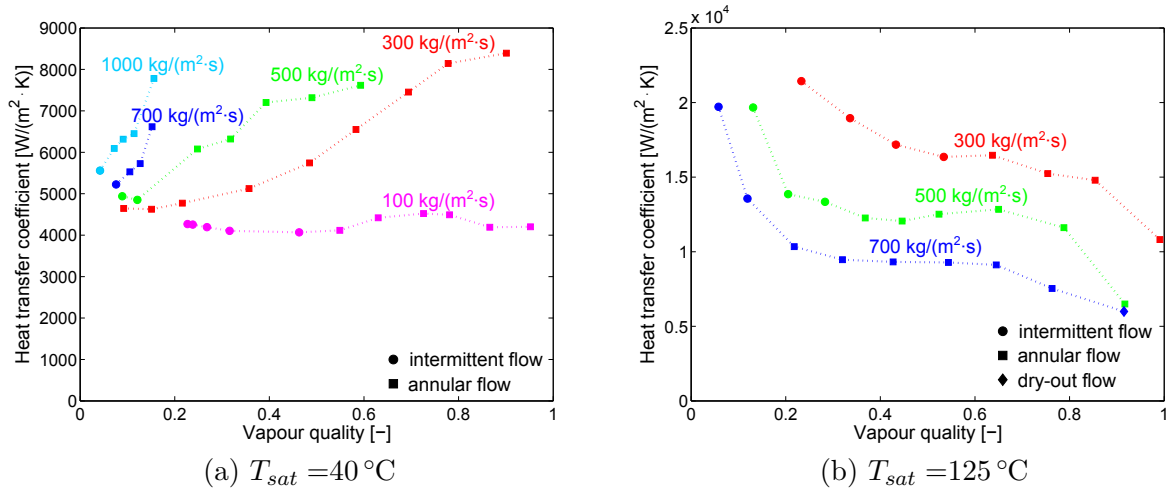 9000
8000
7000
6000
5000
4000
3000
2000
1000
0
Heat transfer coefficient [W/(m²· K)]
1000 kg/(m²·s)
700 kg/(m²·s)
500 kg/(m²·s)
300 kg/(m²·s)
100 kg/(m²·s)
intermittent flow
annular flow
0 0.2 0.4 0.6 0.8 1
Vapour quality [−]
(a) T_sat =40 °C
x 10⁴
2.5
2
1.5
1
0.5
0
Heat transfer coefficient [W/(m²· K)]
300 kg/(m²·s)
500 kg/(m²·s)
700 kg/(m²·s)
intermittent flow
annular flow
dry-out flow
0 0.2 0.4 0.6 0.8 1
Vapour quality [−]
(b) T_sat =125 °C